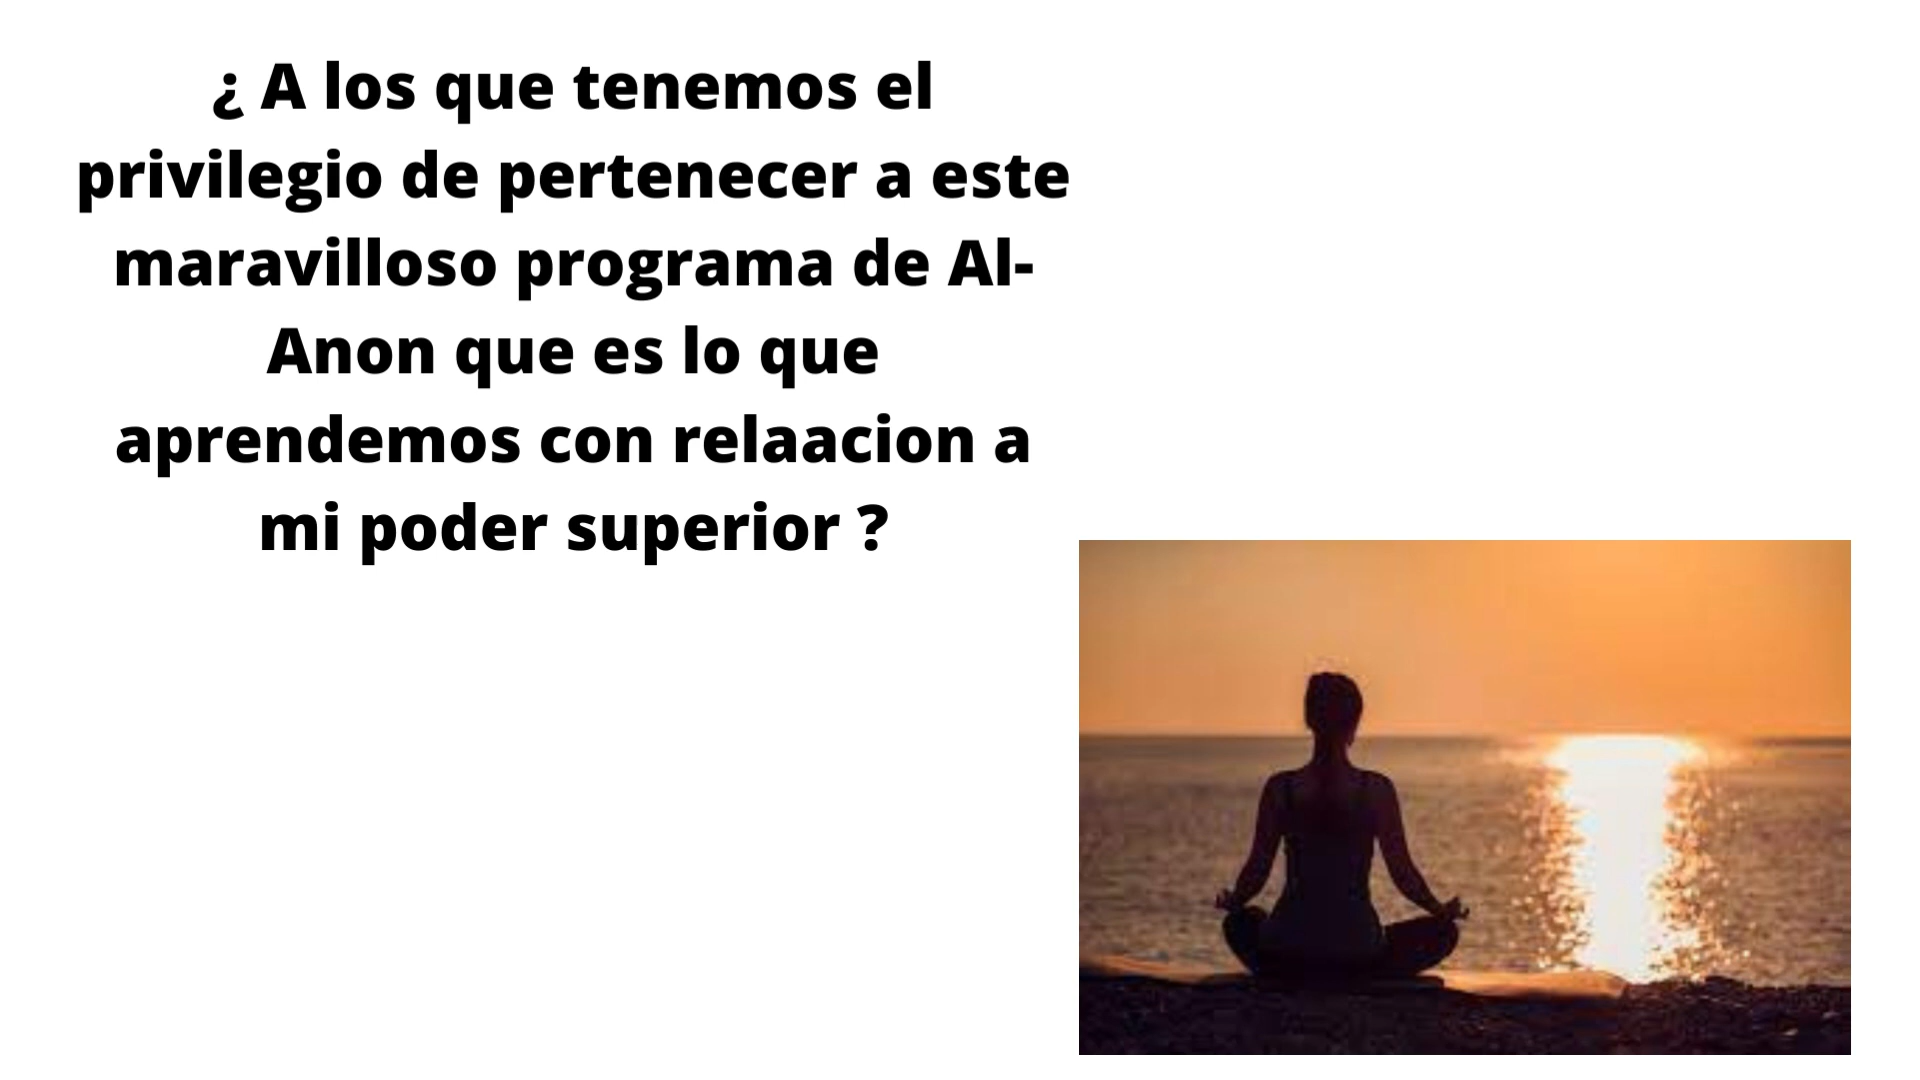 ¿ A los que tenemos el
privilegio de pertenecer a este
maravilloso programa de Al-
Anon que es lo que
aprendemos con relaacion a
mi poder superior ?